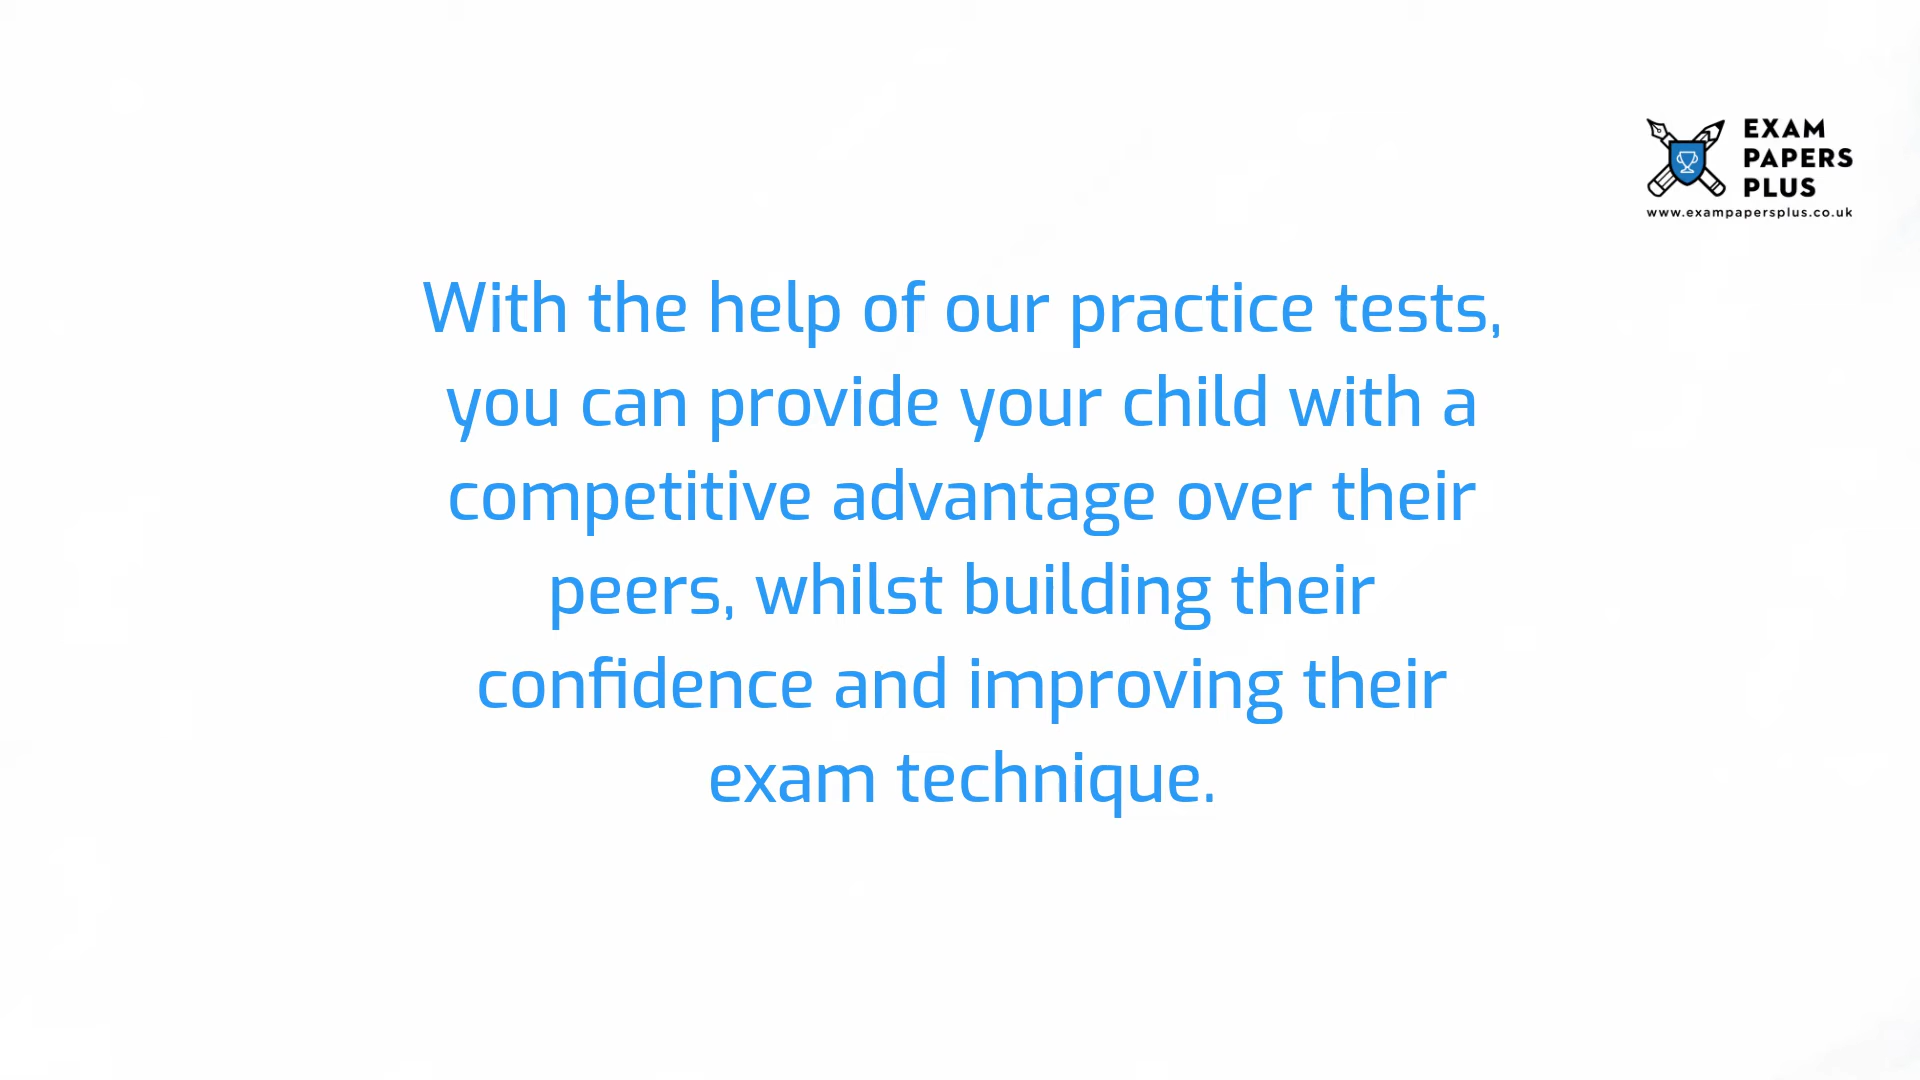 EXAM
PAPERS
PLUS
www.exampapersplus.co.uk
With the help of our practice tests,
you can provide your child with a
competitive advantage over their
peers, whilst building their
confidence and improving their
exam technique.